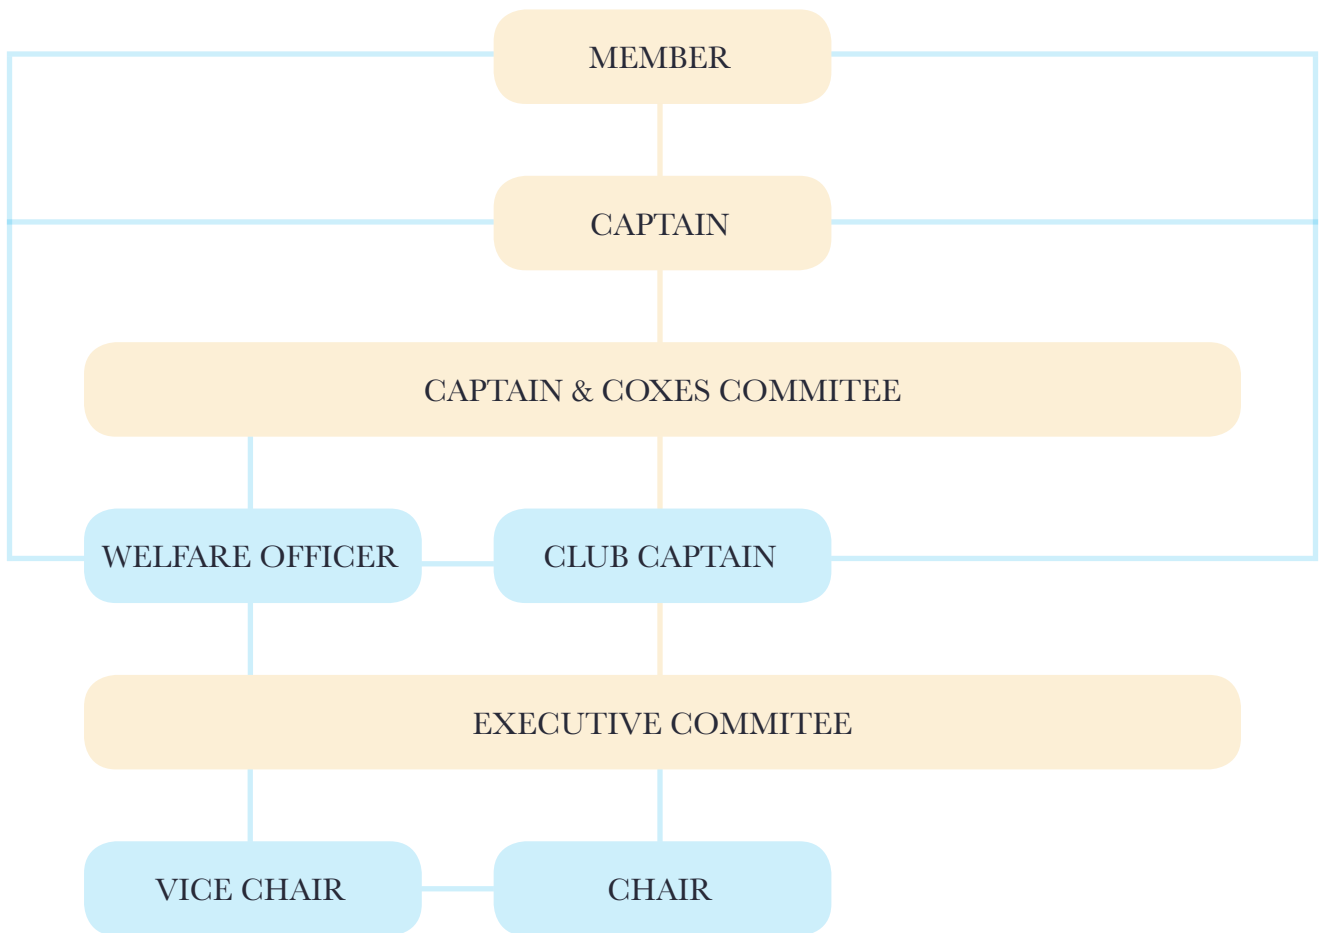 MEMBER
CAPTAIN
CAPTAIN & COXES COMMITEE
WELFARE OFFICER
CLUB CAPTAIN
EXECUTIVE COMMITEE
VICE CHAIR
CHAIR